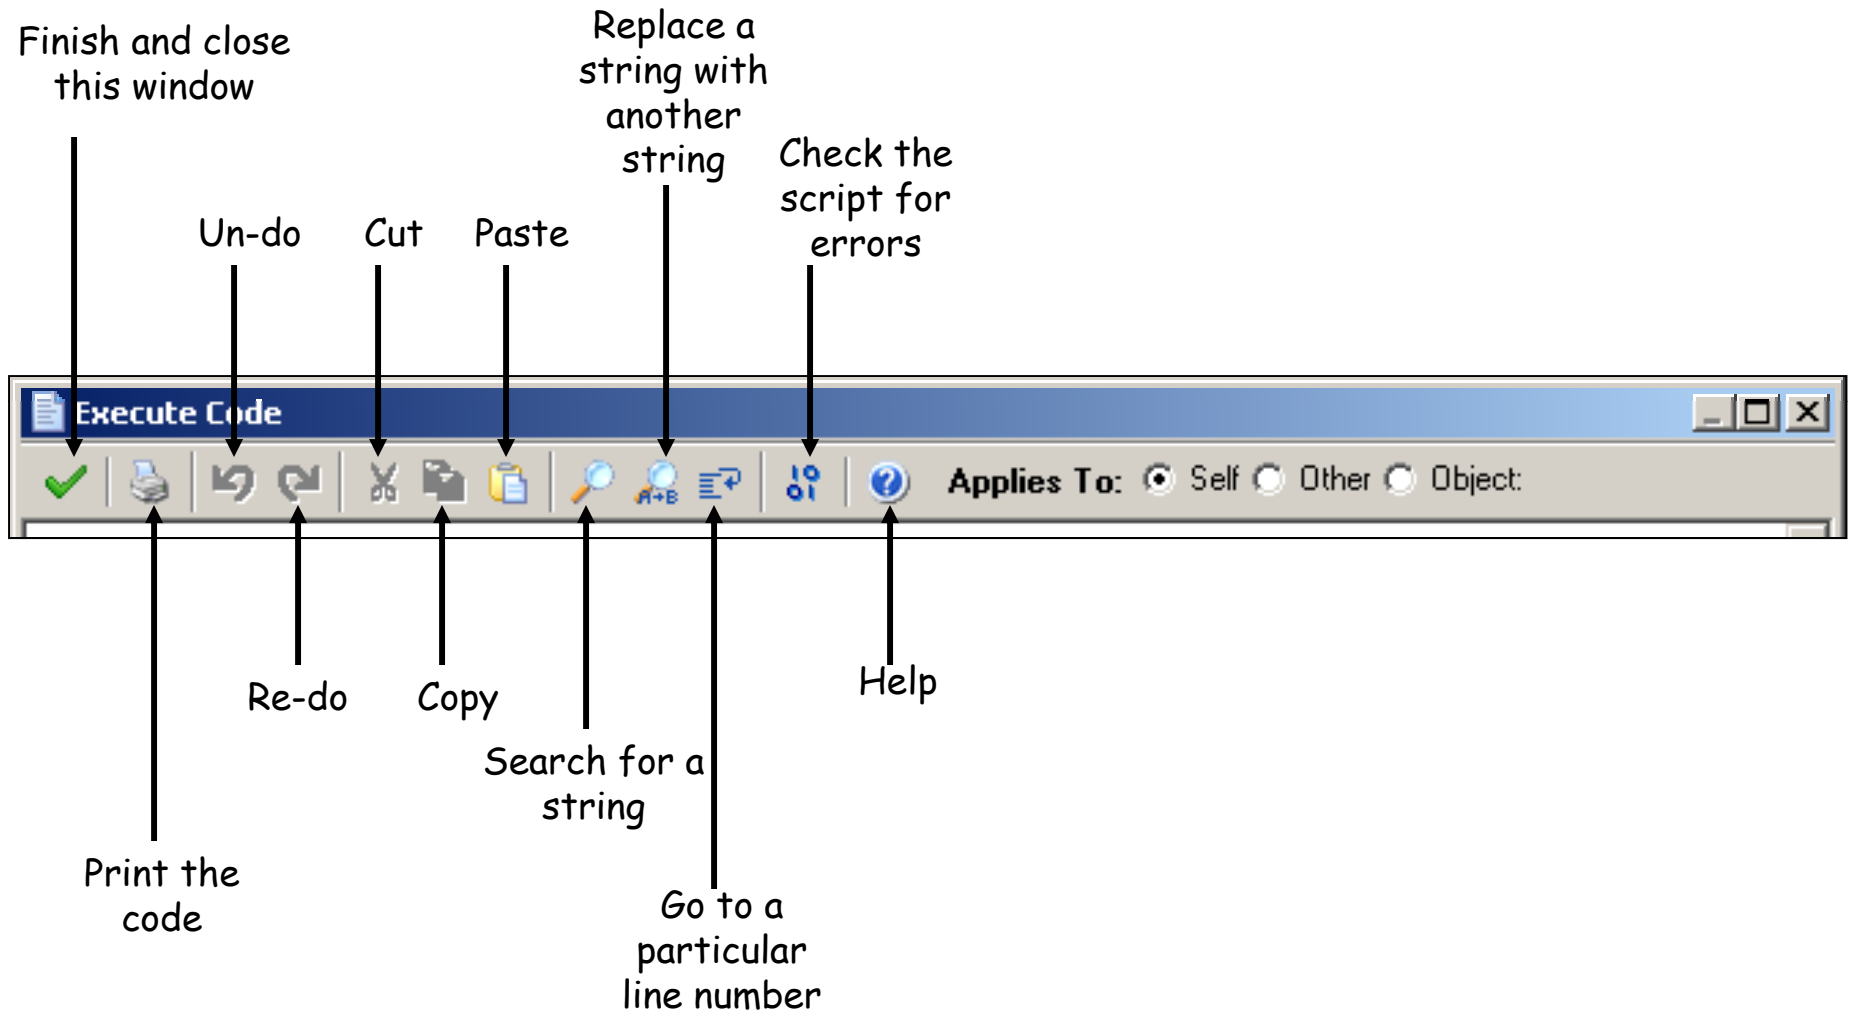 Finish and close
this window
Replace a
string with
another
string
Check the
script for
errors
Un-do
Cut
Paste
Execute Code
A+B
Applies To:
Self
Other
Object:
Re-do
Copy
Help
Search for a
string
Print the
code
Go to a
particular
line number